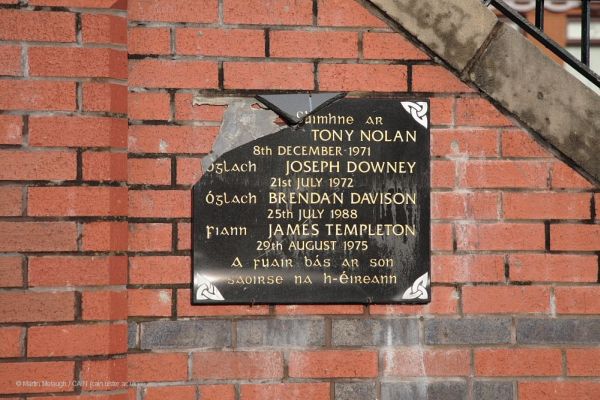 ċuimhne ar
TONY NOLAN
8th DECEMBER 1971
óglach JOSEPH DOWNEY
21st JULY 1972
óglach BRENDAN DAVISON
25th JULY 1988
fiann JAMES TEMPLETON
29th AUGUST 1975
A fuair bás ar son
saoirse na h-éireann